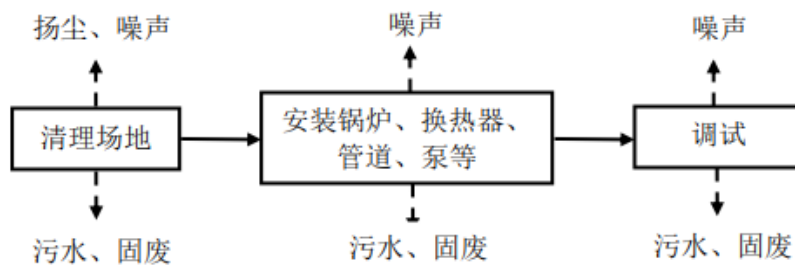 扬尘、噪声
噪声
噪声
清理场地
安装锅炉、换热器、
管道、泵等
调试
污水、固废
污水、固废
污水、固废